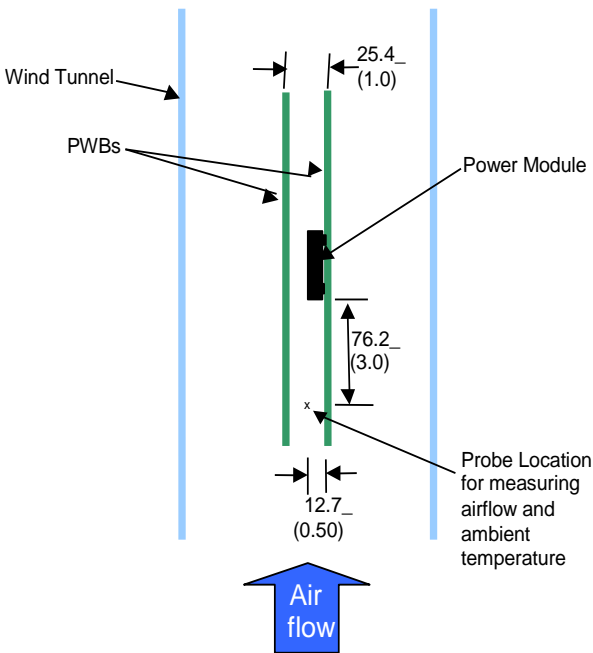 25.4_
(1.0)
Wind Tunnel
PWBs
Power Module
76.2_
(3.0)
x
Probe Location
for measuring
airflow and
ambient
temperature
12.7_
(0.50)
Air
flow